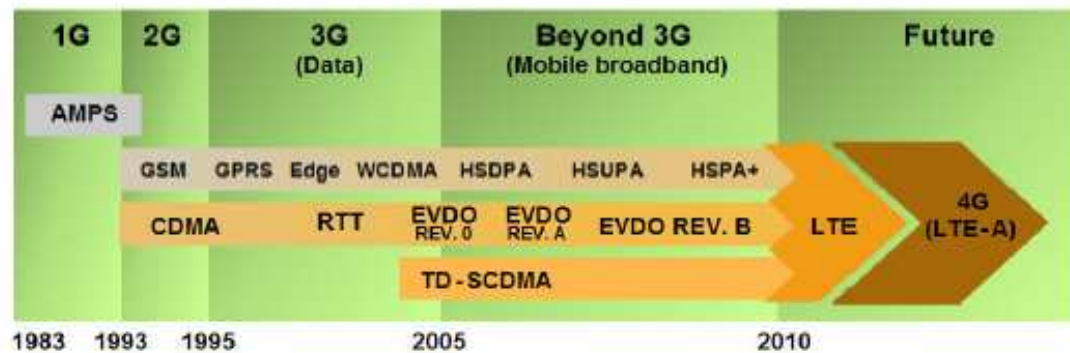 1G 2G 3G Beyond 3G Future
(Data) (Mobile broadband)
AMPS
GSM GPRS Edge WCDMA HSDPA HSUPA HSPA+
CDMA RTT EVDO REV. 0 EVDO REV. A EVDO REV. B LTE 4G (LTE-A)
TD-SCDMA
1983 1993 1995 2005 2010